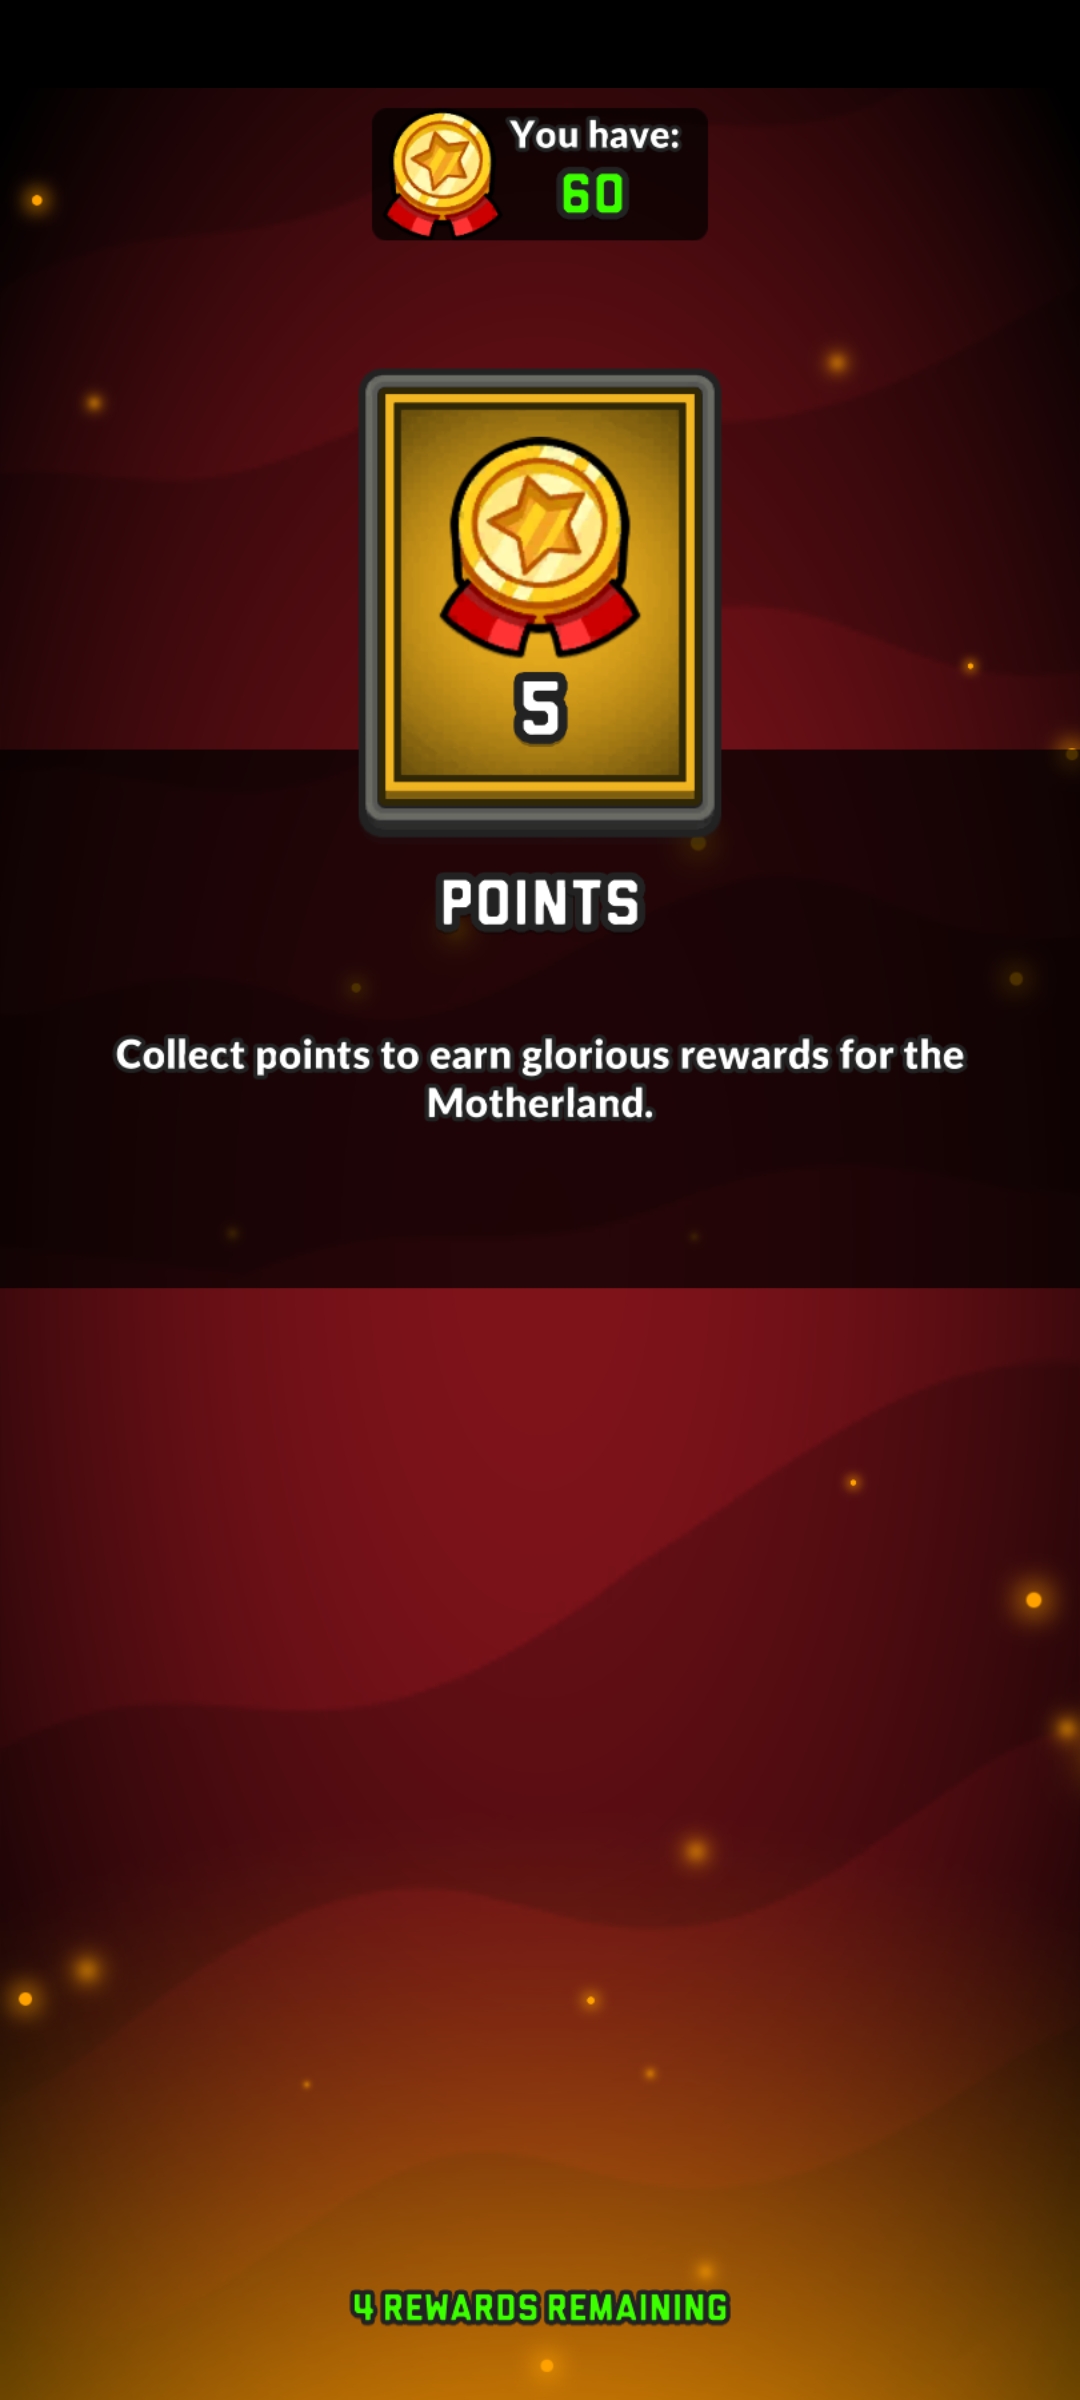 You have:
60
5
POINTS
Collect points to earn glorious rewards for the
Motherland.
4 REWARDS REMAINING